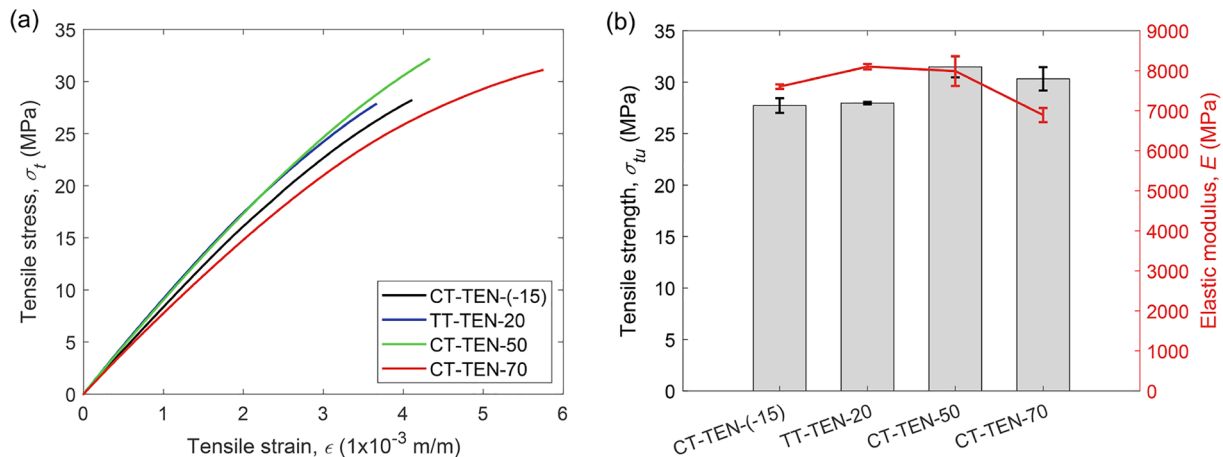 (a)
35
30
25
20
15
10
5
0
Tensile stress, σt (MPa)
CT-TEN-(-15)
TT-TEN-20
CT-TEN-50
CT-TEN-70
0 1 2 3 4 5 6
Tensile strain, ϵ (1x10-3 m/m)
(b)
35
30
25
20
15
10
5
0
Tensile strength, σtu (MPa)
9000
8000
7000
6000
5000
4000
3000
2000
1000
0
Elastic modulus, E (MPa)
CT-TEN-(-15)
TT-TEN-20
CT-TEN-50
CT-TEN-70